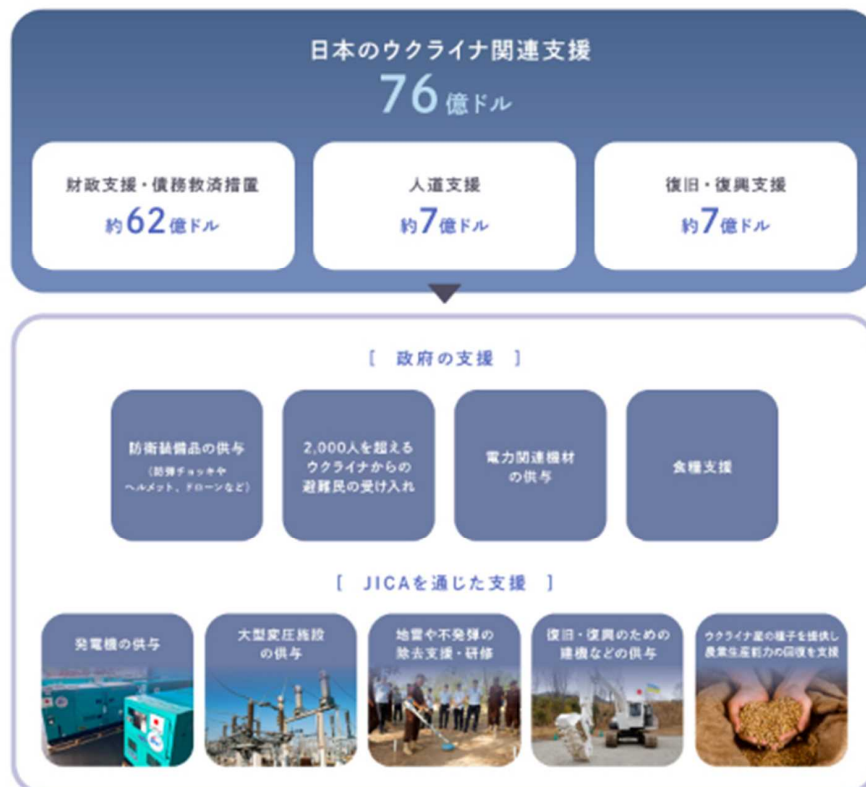 日本のウクライナ関連支援
76億ドル
財政支援・債務救済措置
約62億ドル
人道支援
約7億ドル
復旧・復興支援
約7億ドル
[ 政府の支援 ]
防衛装備品の供与
(防弾チョッキや
ヘルメット、ドローンなど)
2,000人を超える
ウクライナからの
避難民の受け入れ
電力関連機材
の供与
食糧支援
[ JICAを通じた支援 ]
発電機の供与
大型変圧施設
の供与
地雷や不発弾の
除去支援・研修
復旧・復興のための
建機などの供与
ウクライナ産の種子を提供し
農業生産能力の回復を支援